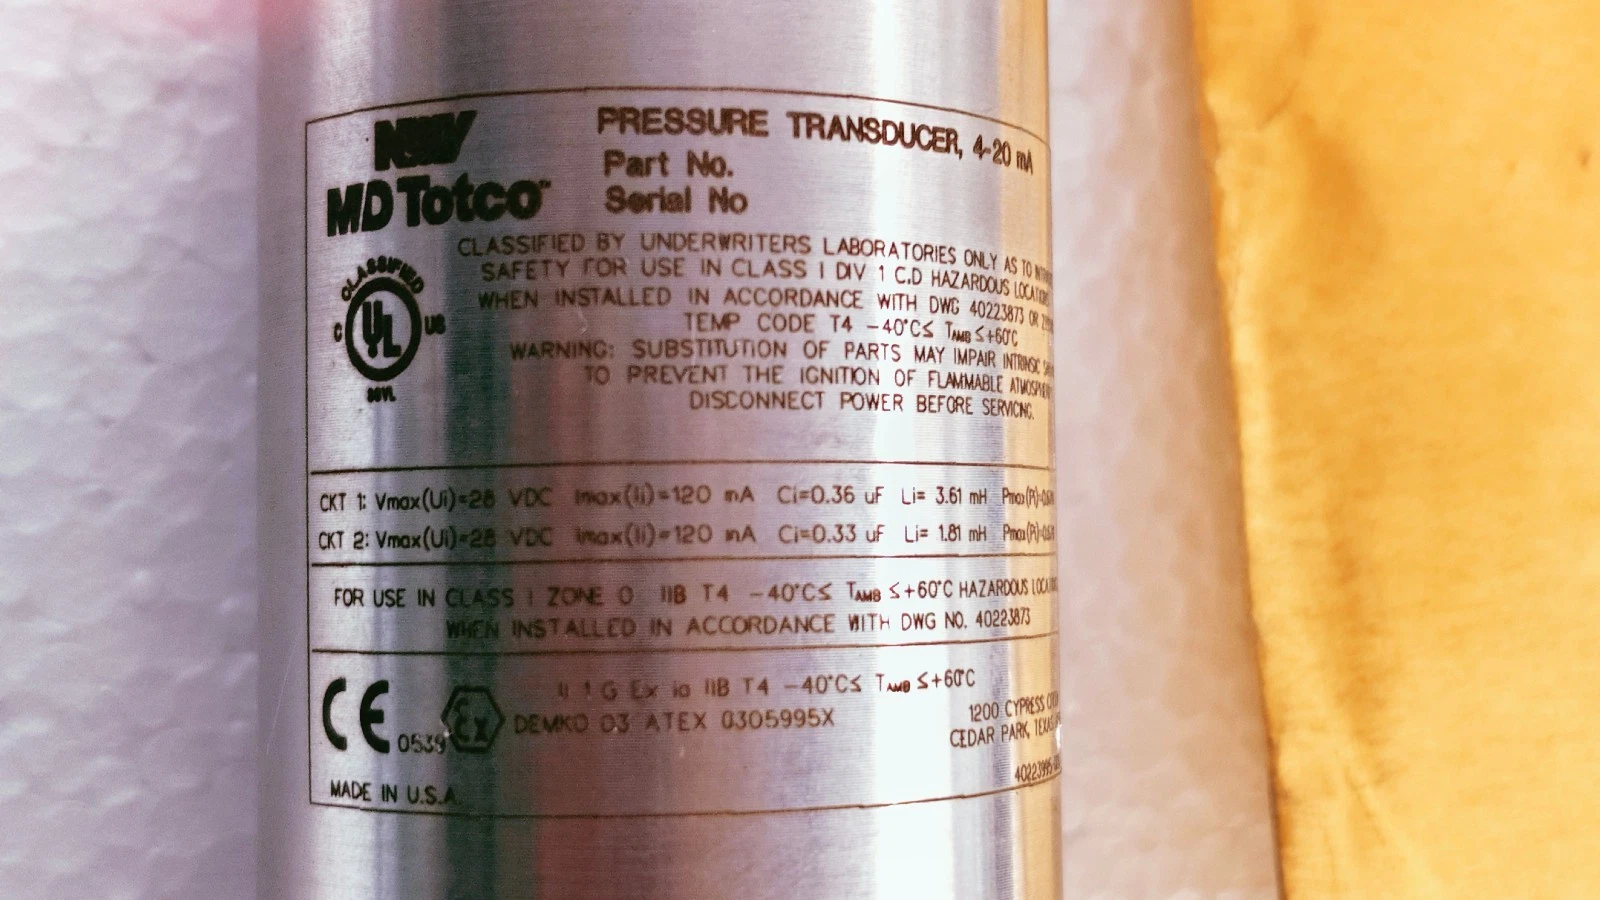 NOV
MD Totco™
PRESSURE TRANSDUCER, 4-20 mA
Part No.
Serial No
CLASSIFIED
C UL US
66VL
CLASSIFIED BY UNDERWRITERS LABORATORIES ONLY AS TO
SAFETY FOR USE IN CLASS I DIV 1 C,D HAZARDOUS
WHEN INSTALLED IN ACCORDANCE WITH DWG 40223873 OR
TEMP CODE T4 -40°C≤ TAMB ≤+60°C
WARNING: SUBSTITUTION OF PARTS MAY IMPAIR INTRINSIC
TO PREVENT THE IGNITION OF FLAMMABLE
DISCONNECT POWER BEFORE SERVICING.
CKT 1: Vmax(Ui)=28 VDC Imax(Ii)=120 mA Ci=0.36 uF Li= 3.61 mH
CKT 2: Vmax(Ui)=28 VDC Imax(Ii)=120 mA Ci=0.33 uF Li= 1.81 mH
FOR USE IN CLASS I ZONE 0 IIB T4 -40°C≤ TAMB ≤+60°C HAZARDOUS
WHEN INSTALLED IN ACCORDANCE WITH DWG NO. 40223873
CE 0539 Ex
II 1 G Ex ia IIB T4 -40°C≤ TAMB ≤+60°C
DEMKO 03 ATEX 0305995X
1200 CYPRESS
CEDAR PARK,
MADE IN U.S.A.